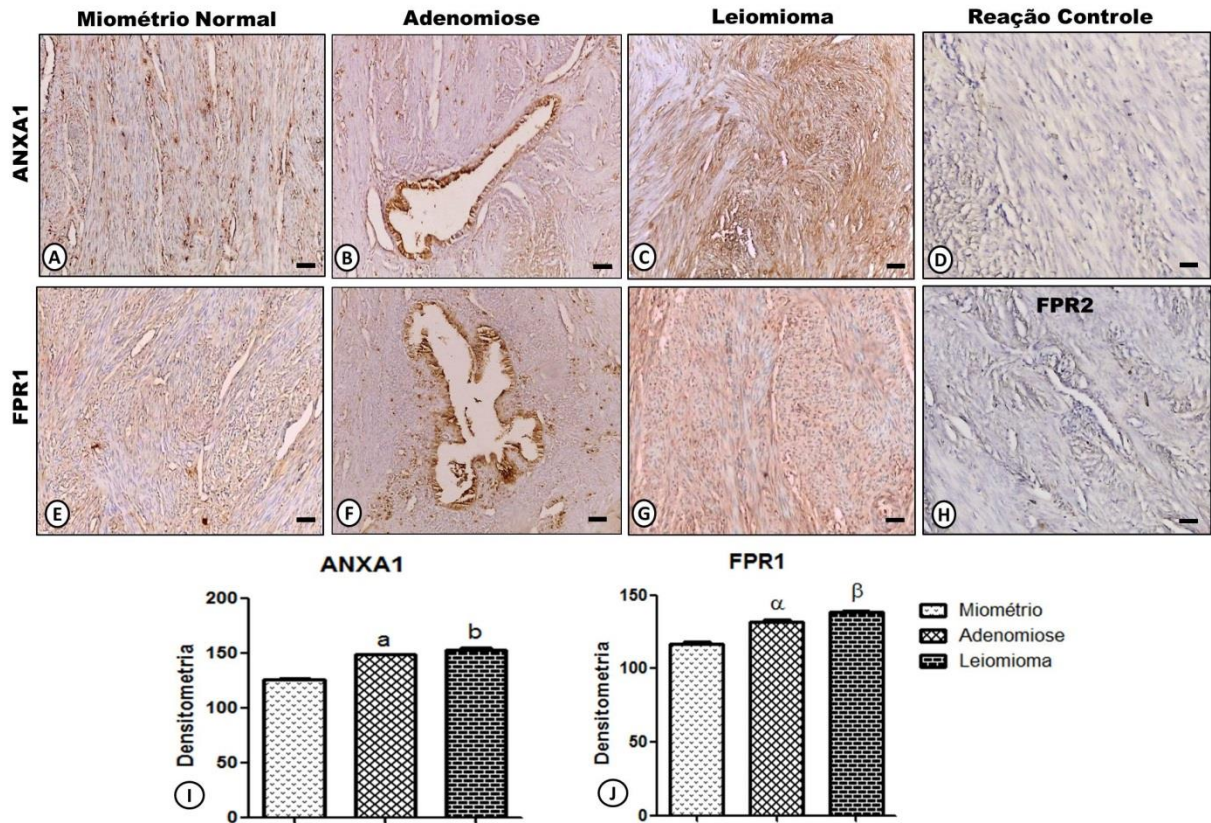 Miométrio Normal
Adenomiose
Leiomioma
Reação Controle
ANXA1
A
B
C
D
FPR1
E
F
G
FPR2
H
ANXA1
Densitometria
200
150
100
50
0
a
b
I
FPR1
Densitometria
150
100
50
0
α
β
J
Miométrio
Adenomiose
Leiomioma